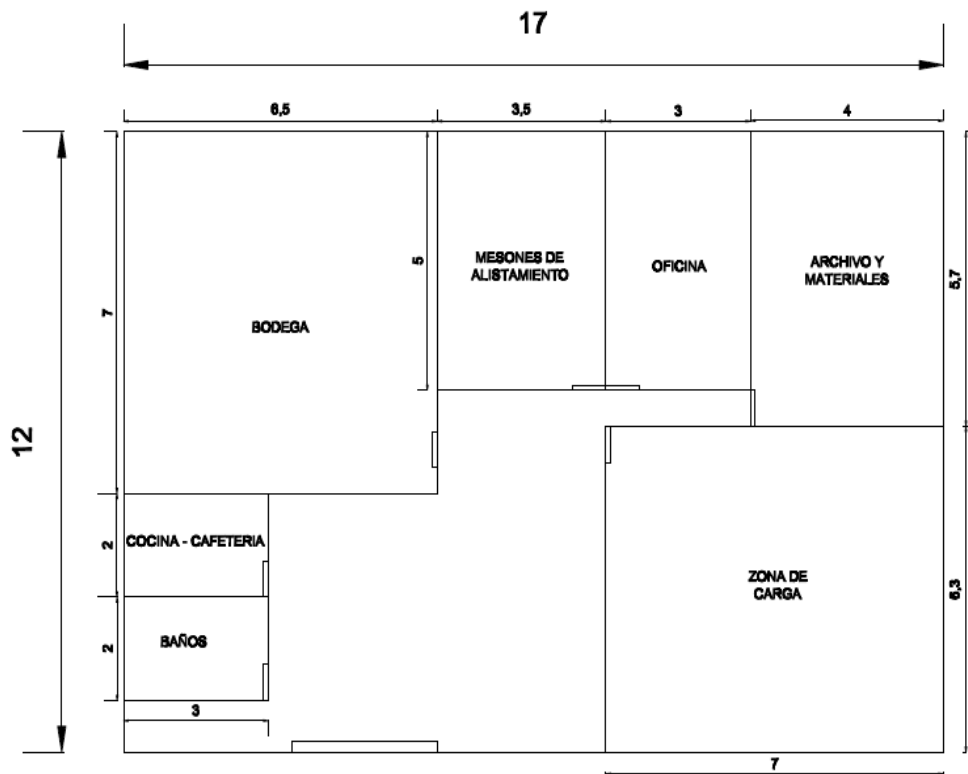 17
6,5
3,5
3
4
MESONES DE
ALISTAMIENTO
OFICINA
ARCHIVO Y
MATERIALES
5
5,7
7
BODEGA
12
COCINA - CAFETERIA
2
ZONA DE
CARGA
6,3
BAÑOS
2
3
7